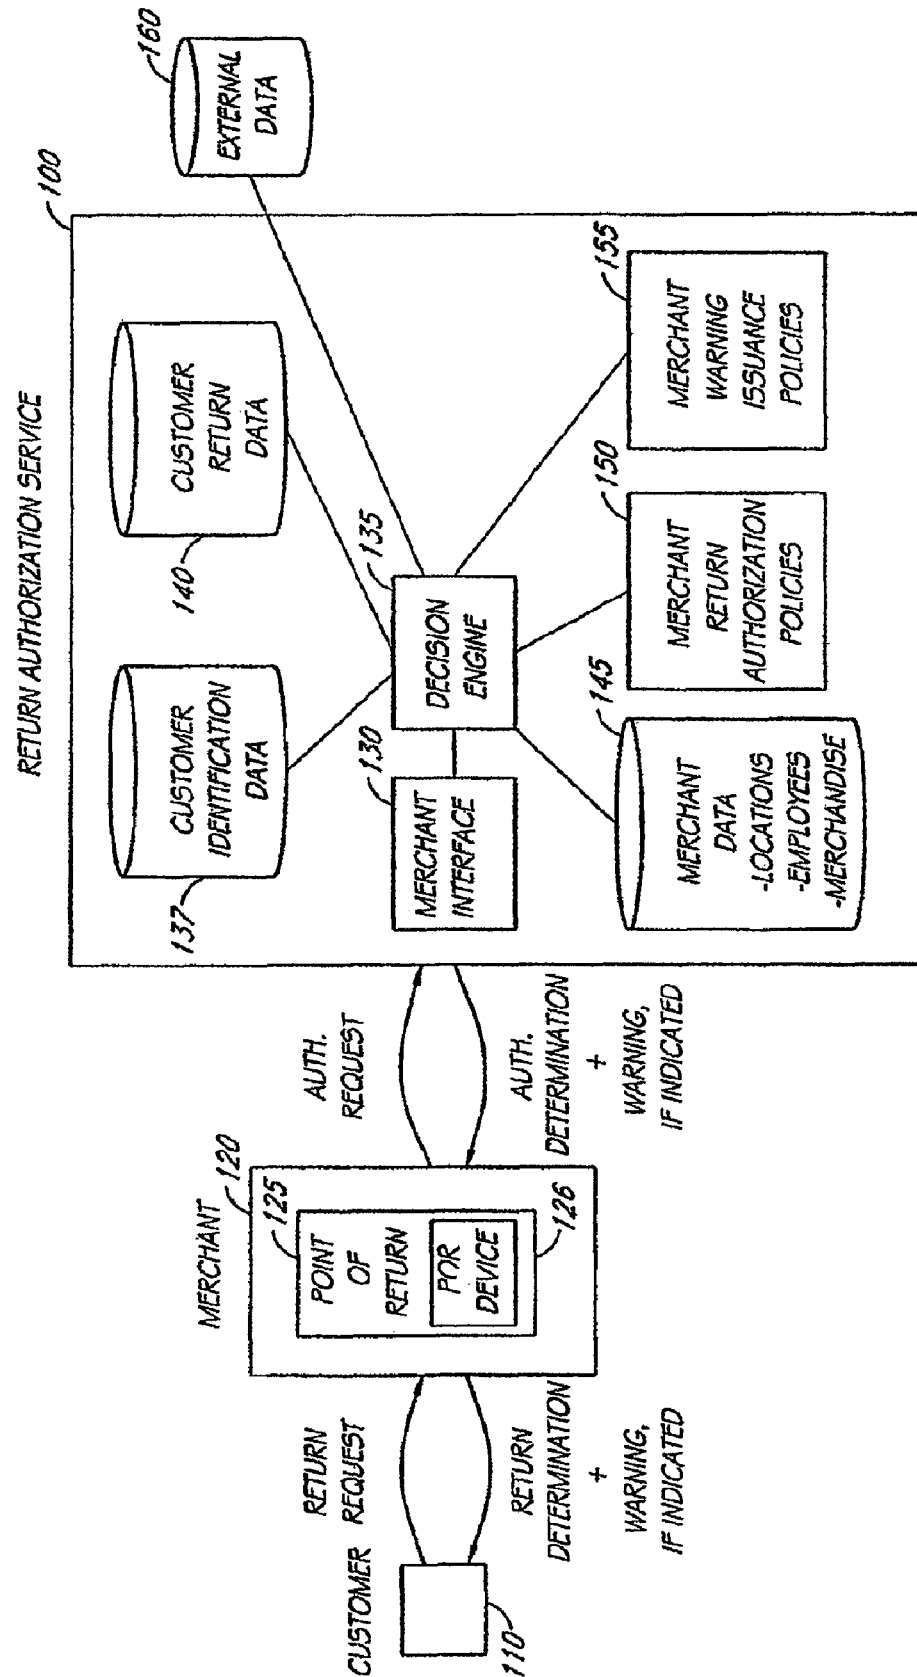 RETURN AUTHORIZATION SERVICE
100
160
EXTERNAL
DATA
137
CUSTOMER
IDENTIFICATION
DATA
140
CUSTOMER
RETURN
DATA
130
MERCHANT
INTERFACE
135
DECISION
ENGINE
145
MERCHANT
DATA
-LOCATIONS
-EMPLOYEES
-MERCHANDISE
150
MERCHANT
RETURN
AUTHORIZATION
POLICIES
155
MERCHANT
WARNING
ISSUANCE
POLICIES
AUTH.
REQUEST
AUTH.
DETERMINATION
+
WARNING,
IF INDICATED
MERCHANT
120
125
POINT
OF
RETURN
POR
DEVICE
126
RETURN
REQUEST
RETURN
DETERMINATION
+
WARNING,
IF INDICATED
CUSTOMER
110